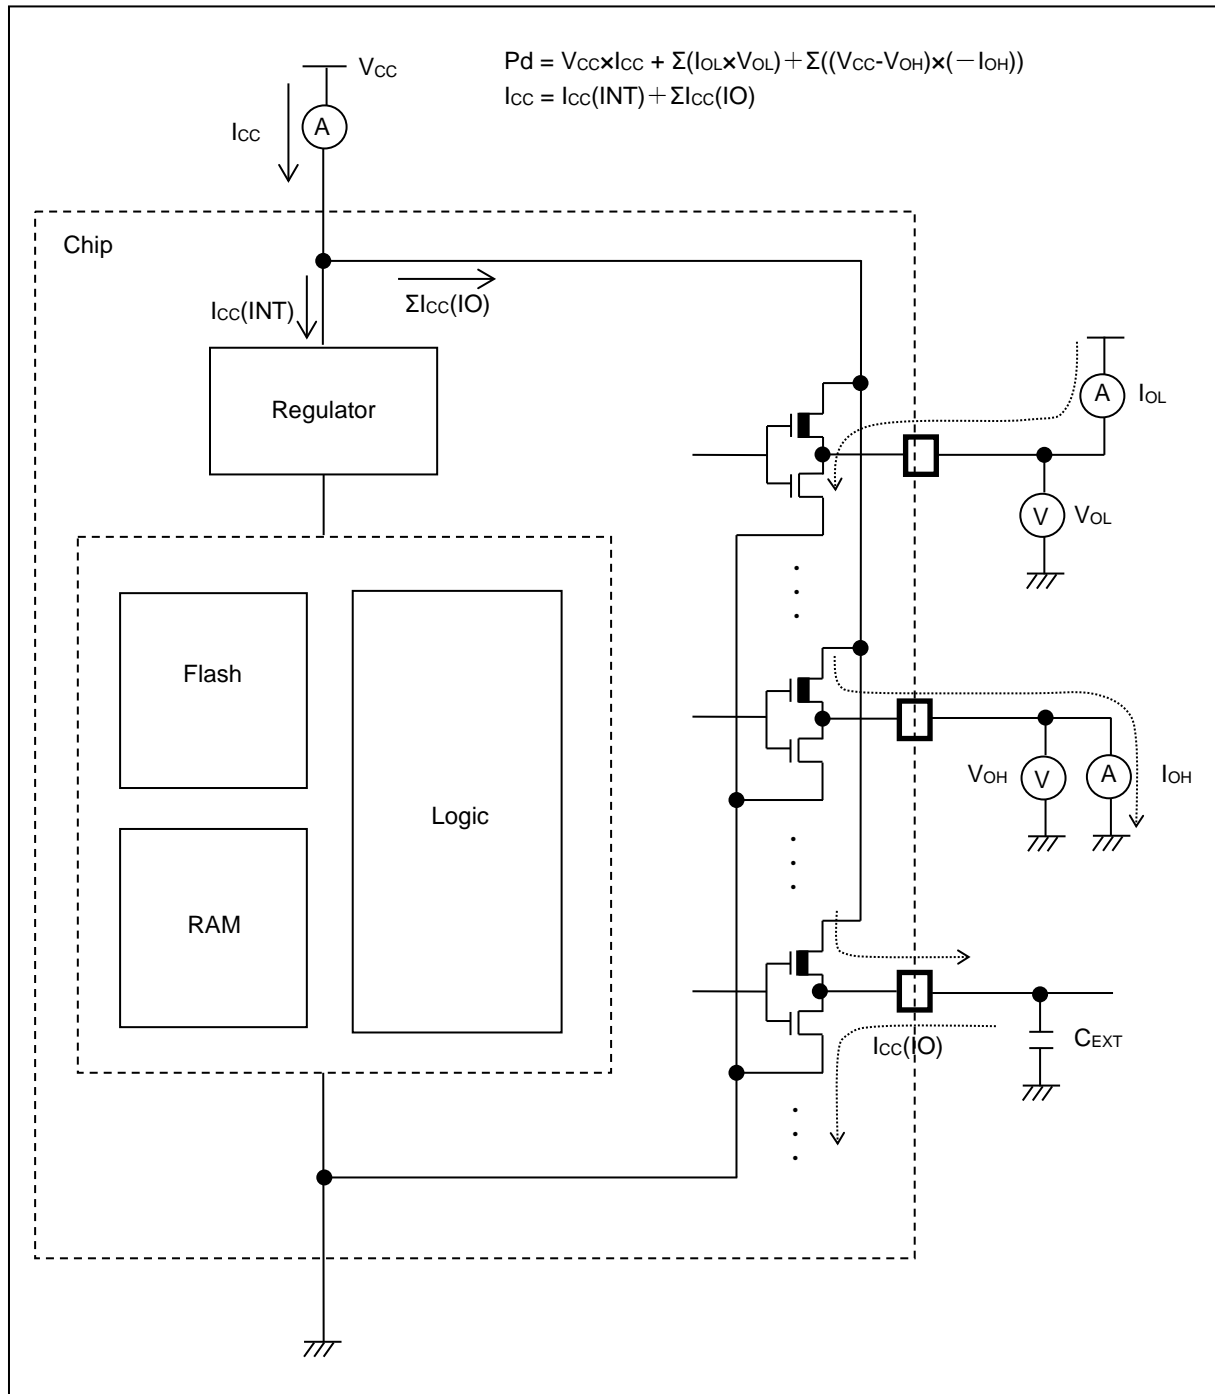 Pd = VCC×ICC + Σ(IOL×VOL)+Σ((VCC-VOH)×(-IOH))
ICC = ICC(INT)+ΣICC(IO)
VCC
ICC
A
Chip
ICC(INT)
ΣICC(IO)
Regulator
A
IOL
V
VOL
Flash
Logic
RAM
VOH
V
A
IOH
ICC(IO)
CEXT